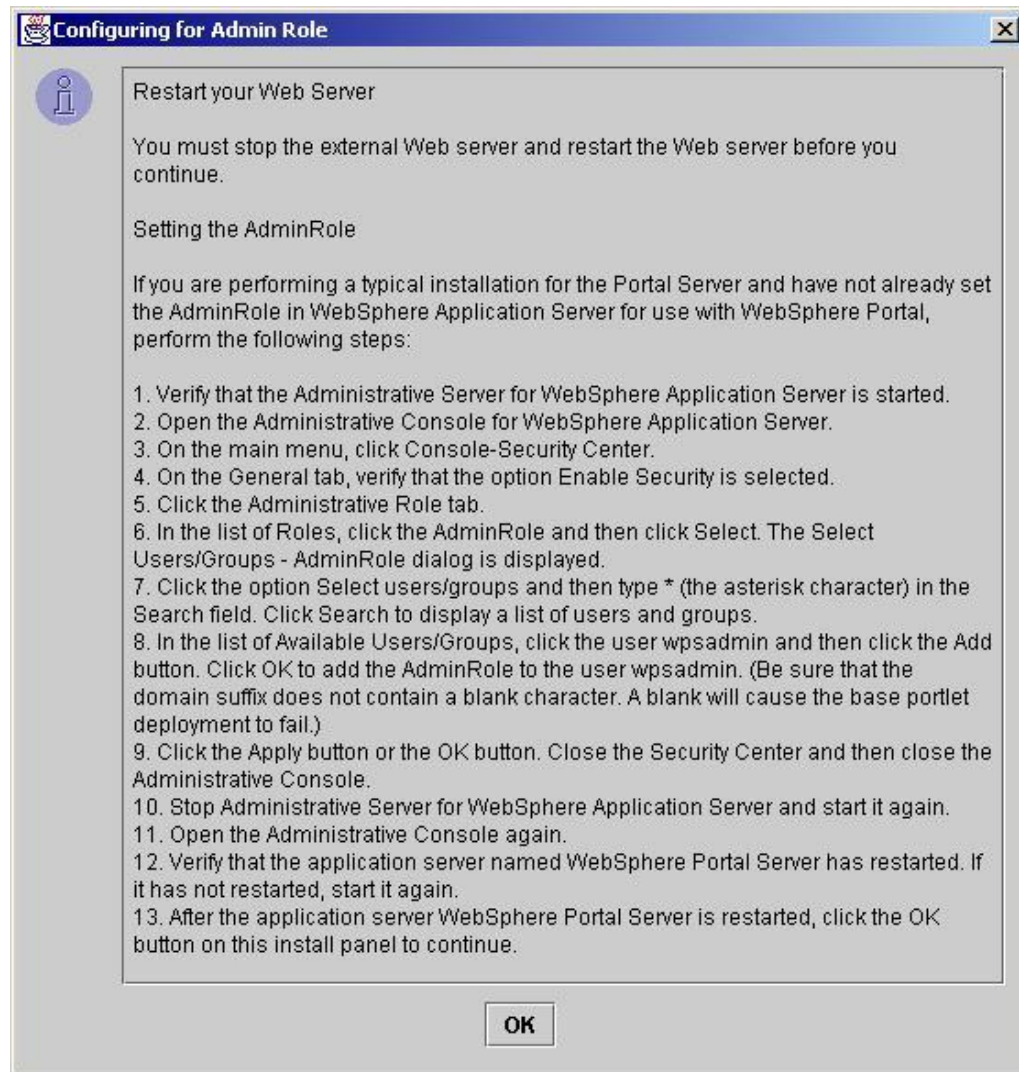 Configuring for Admin Role
Restart your Web Server
You must stop the external Web server and restart the Web server before you
continue.
Setting the AdminRole
If you are performing a typical installation for the Portal Server and have not already set
the AdminRole in WebSphere Application Server for use with WebSphere Portal,
perform the following steps:
1. Verify that the Administrative Server for WebSphere Application Server is started.
2. Open the Administrative Console for WebSphere Application Server.
3. On the main menu, click Console-Security Center.
4. On the General tab, verify that the option Enable Security is selected.
5. Click the Administrative Role tab.
6. In the list of Roles, click the AdminRole and then click Select. The Select
Users/Groups - AdminRole dialog is displayed.
7. Click the option Select users/groups and then type * (the asterisk character) in the
Search field. Click Search to display a list of users and groups.
8. In the list of Available Users/Groups, click the user wpsadmin and then click the Add
button. Click OK to add the AdminRole to the user wpsadmin. (Be sure that the
domain suffix does not contain a blank character. A blank will cause the base portlet
deployment to fail.)
9. Click the Apply button or the OK button. Close the Security Center and then close the
Administrative Console.
10. Stop Administrative Server for WebSphere Application Server and start it again.
11. Open the Administrative Console again.
12. Verify that the application server named WebSphere Portal Server has restarted. If
it has not restarted, start it again.
13. After the application server WebSphere Portal Server is restarted, click the OK
button on this install panel to continue.
OK